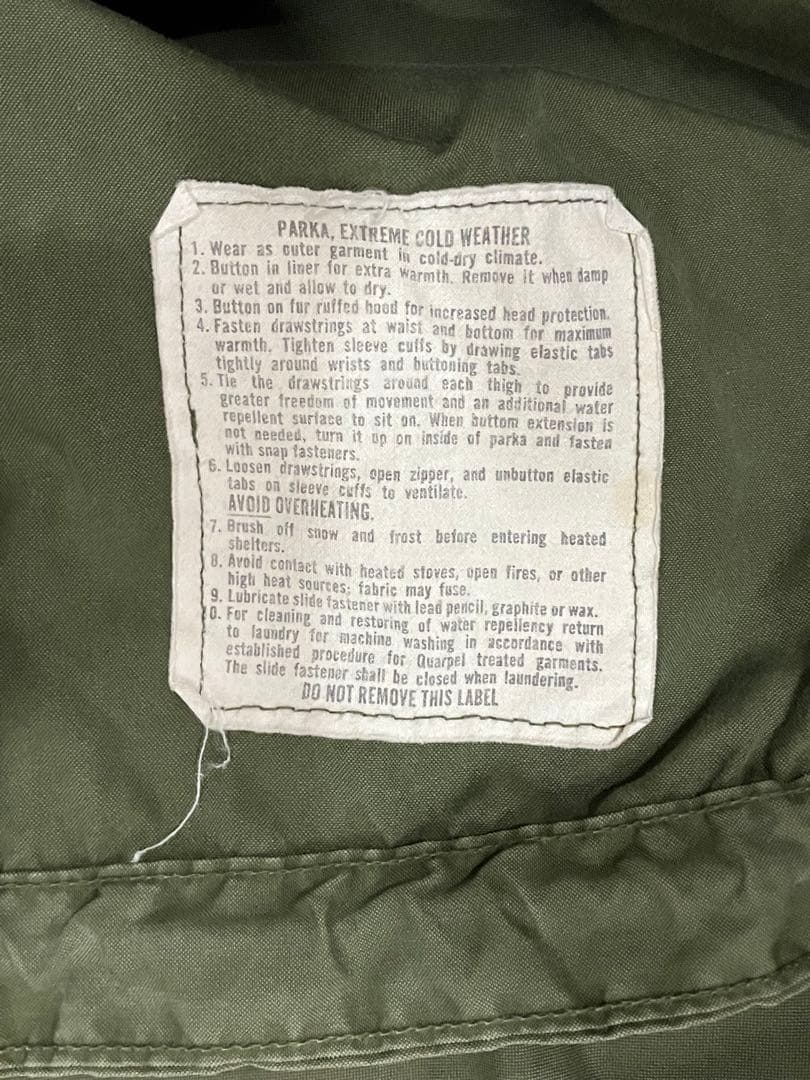 PARKA, EXTREME COLD WEATHER
1. Wear as outer garment in cold-dry climate.
2. Button in liner for extra warmth. Remove it when damp
or wet and allow to dry.
3. Button on fur ruffed hood for increased head protection.
4. Fasten drawstrings at waist and bottom for maximum
warmth. Tighten sleeve cuffs by drawing elastic tabs
tightly around wrists and buttoning tabs.
5. Tie the drawstrings around each thigh to provide
greater freedom of movement and an additional water
repellent surface to sit on. When bottom extension is
not needed, turn it up on inside of parka and fasten
with snap fasteners.
6. Loosen drawstrings, open zipper, and unbutton elastic
tabs on sleeve cuffs to ventilate.
AVOID OVERHEATING.
7. Brush off snow and frost before entering heated
shelters.
8. Avoid contact with heated stoves, open fires, or other
high heat sources; fabric may fuse.
9. Lubricate slide fastener with lead pencil, graphite or wax.
0. For cleaning and restoring of water repellency return
to laundry for machine washing in accordance with
established procedure for Quarpel treated garments.
The slide fastener shall be closed when laundering.
DO NOT REMOVE THIS LABEL